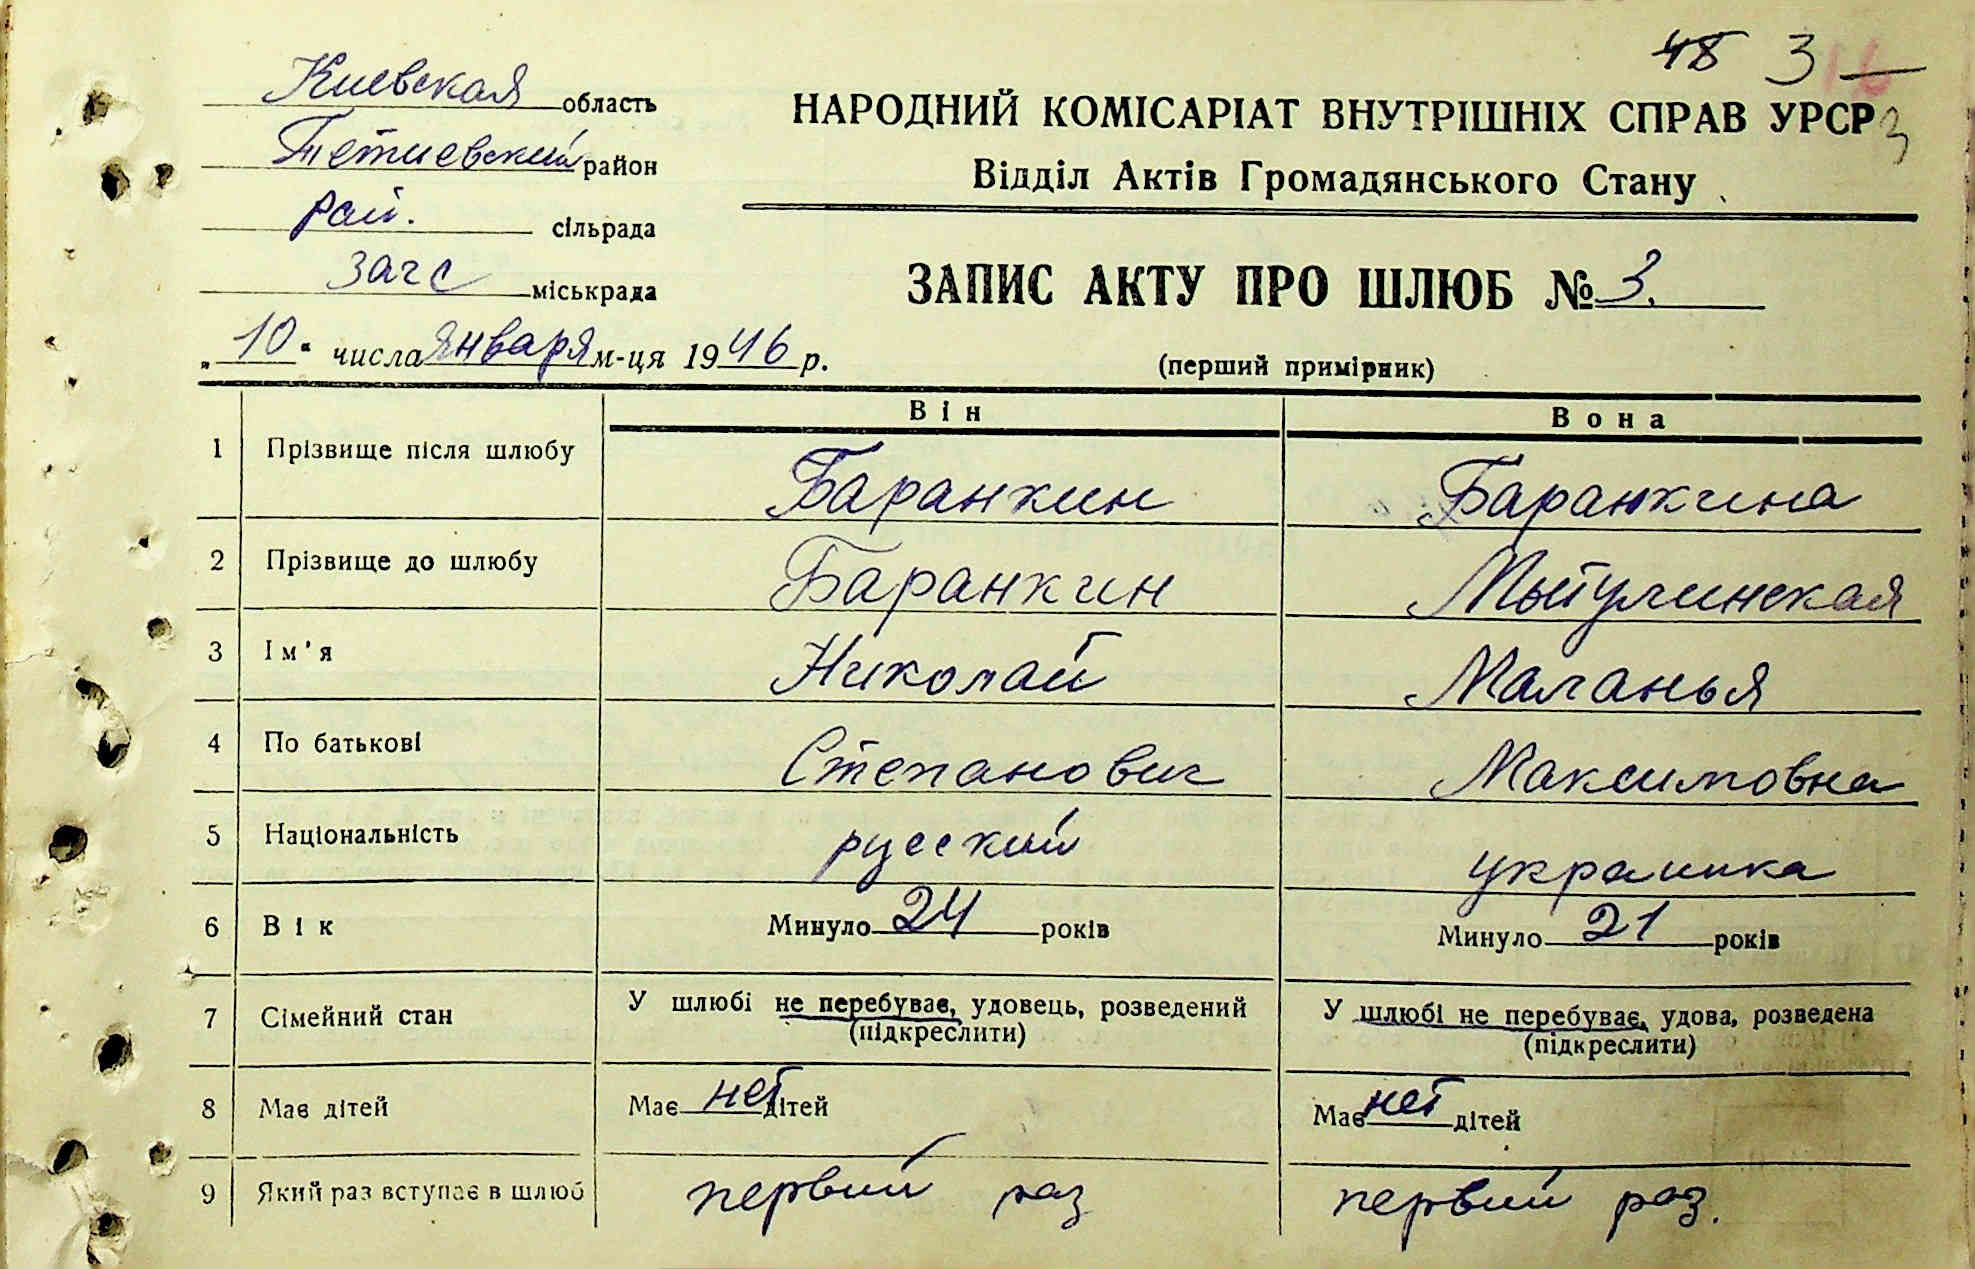 48 3 —
Киевская область
Тетиевский район
рай. сільрада
загс міськрада
„10“ числа января м-ця 1946 р.
НАРОДНИЙ КОМІСАРІАТ ВНУТРІШНІХ СПРАВ УРСР
3
Відділ Актів Громадянського Стану
ЗАПИС АКТУ ПРО ШЛЮБ № 3.
(перший примірник)
Він Вона
1 Прізвище після шлюбу Баранкин Баранкина
2 Прізвище до шлюбу Баранкин
3 Ім'я Николай Маланья
4 По батькові Степанович Максимовна
5 Національність русский украинка
6 Вік Минуло 24 років Минуло 21 років
7 Сімейний стан У шлюбі не перебуває, удовець, розведений У шлюбі не перебуває, удова, розведена
(підкреслити) (підкреслити)
8 Має дітей Має нет дітей Має нет дітей
9 Який раз вступає в шлюб первий раз первий раз.